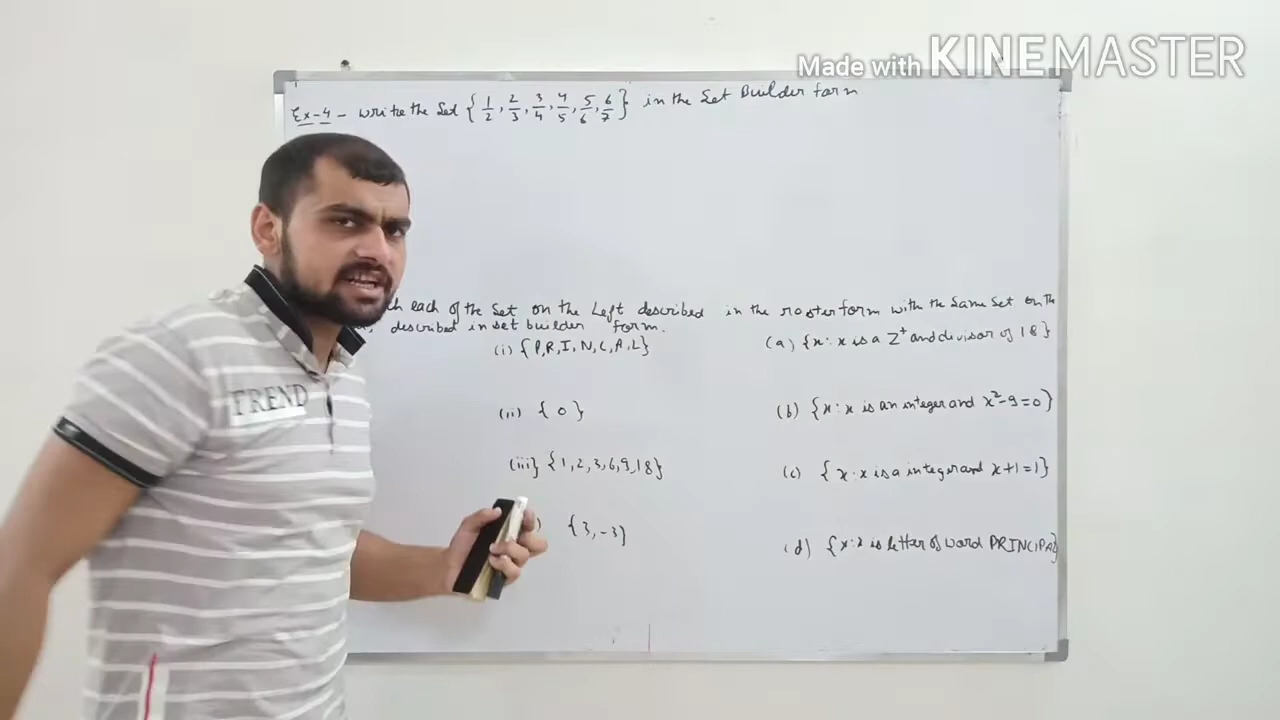 Made with KINEMASTER
Ex-4 - write the Set {1/2, 2/3, 3/4, 4/5, 5/6, 6/7} in the Set Builder form
each of the Set on the Left described in the roster form with the Same Set on the
described in set builder form.
(i) {P,R,I,N,C,A,L} (a) {x: x is a Z⁺ and divisor of 18}
(ii) {0} (b) {x: x is an integer and x²-9=0}
(iii) {1,2,3,6,9,18} (c) {x: x is a integer and x+1=1}
{3,-3} (d) {x: x is letter of word PRINCIPAL}
TREND